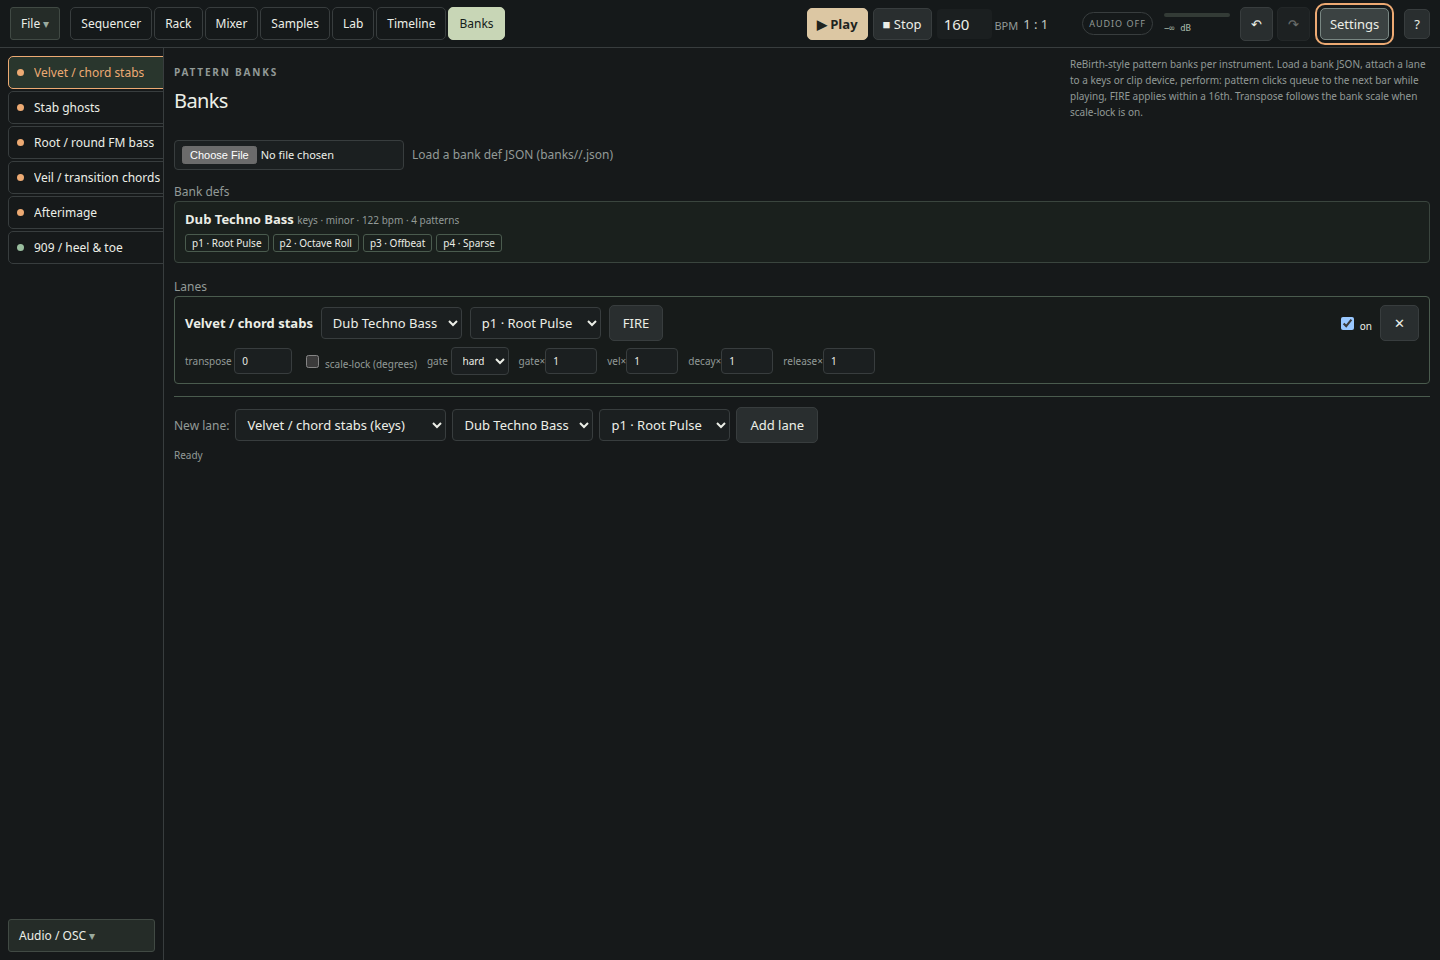 File ▾ Sequencer Rack Mixer Samples Lab Timeline Banks ▶ Play ■ Stop 160 BPM 1 : 1 AUDIO OFF −∞ dB ↶ ↷ Settings ?
Velvet / chord stabs
Stab ghosts
Root / round FM bass
Veil / transition chords
Afterimage
909 / heel & toe
Audio / OSC ▾
PATTERN BANKS
Banks
ReBirth-style pattern banks per instrument. Load a bank JSON, attach a lane
to a keys or clip device, perform: pattern clicks queue to the next bar while
playing, FIRE applies within a 16th. Transpose follows the bank scale when
scale-lock is on.
Choose File No file chosen Load a bank def JSON (banks//.json)
Bank defs
Dub Techno Bass keys · minor · 122 bpm · 4 patterns
p1 · Root Pulse p2 · Octave Roll p3 · Offbeat p4 · Sparse
Lanes
Velvet / chord stabs Dub Techno Bass p1 · Root Pulse FIRE on ✕
transpose 0 scale-lock (degrees) gate hard gate× 1 vel× 1 decay× 1 release× 1
New lane: Velvet / chord stabs (keys) Dub Techno Bass p1 · Root Pulse Add lane
Ready